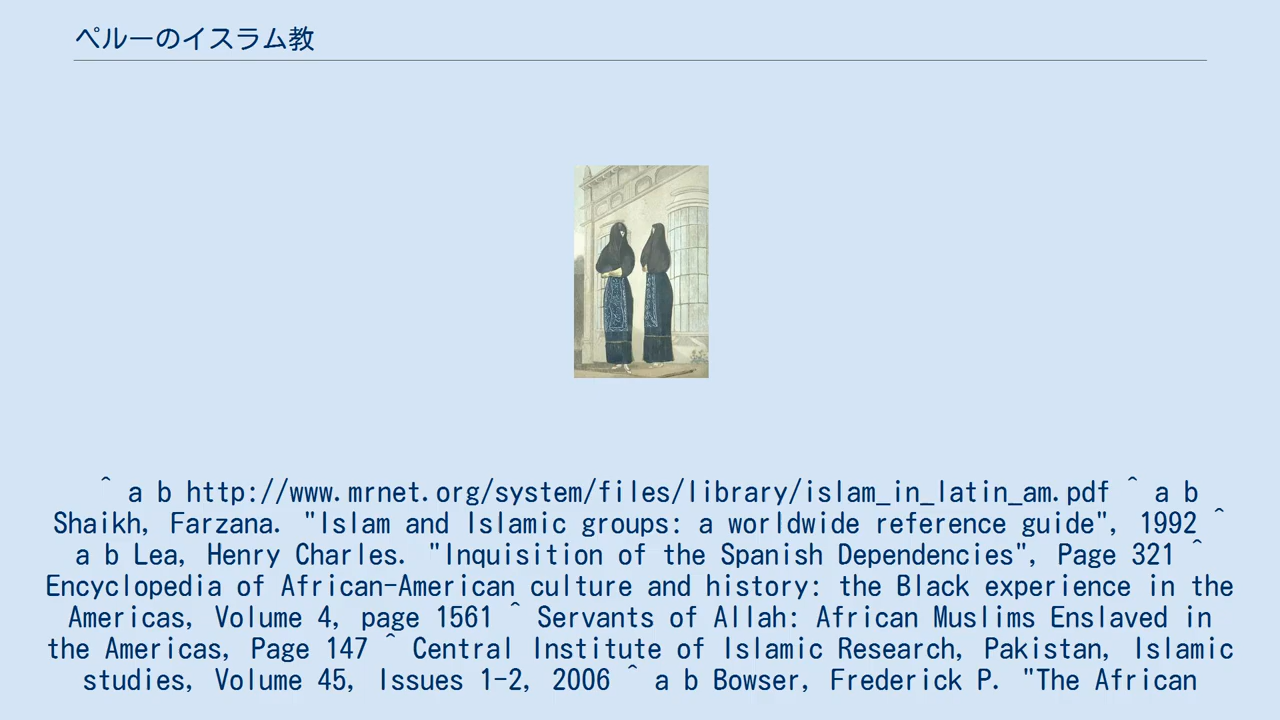 ペルーのイスラム教
^ a b http://www.mrnet.org/system/files/library/islam_in_latin_am.pdf ^ a b
Shaikh, Farzana. "Islam and Islamic groups: a worldwide reference guide", 1992 ^
a b Lea, Henry Charles. "Inquisition of the Spanish Dependencies", Page 321 ^
Encyclopedia of African-American culture and history: the Black experience in the
Americas, Volume 4, page 1561 ^ Servants of Allah: African Muslims Enslaved in
the Americas, Page 147 ^ Central Institute of Islamic Research, Pakistan, Islamic
studies, Volume 45, Issues 1-2, 2006 ^ a b Bowser, Frederick P. "The African